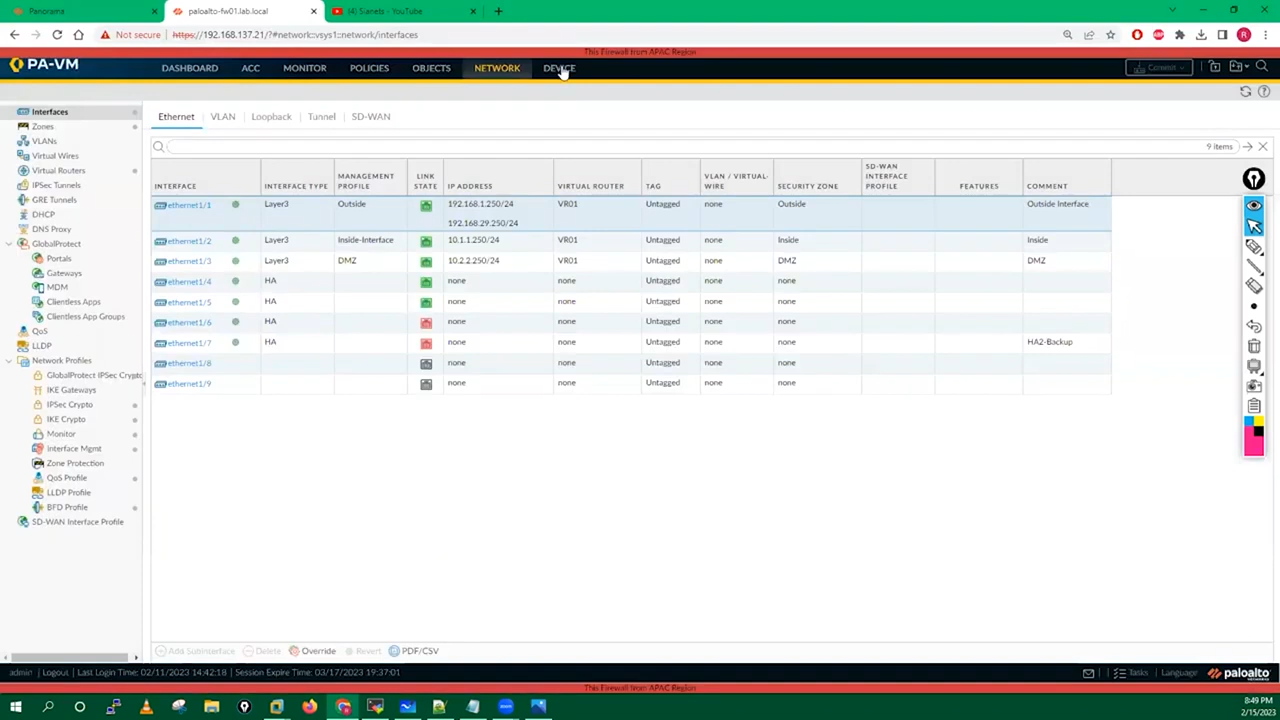 Panorama
paloalto-fw01.lab.local
(4) Sianets - YouTube
Not secure
https://192.168.137.21/?#network::vsys1::network/interfaces
This Firewall from APAC Region
PA-VM
DASHBOARD ACC MONITOR POLICIES OBJECTS NETWORK DEVICE
Commit
Interfaces
Zones
VLANs
Virtual Wires
Virtual Routers
IPSec Tunnels
GRE Tunnels
DHCP
DNS Proxy
GlobalProtect
Portals
Gateways
MDM
Clientless Apps
Clientless App Groups
QoS
LLDP
Network Profiles
GlobalProtect IPSec Crypto
IKE Gateways
IPSec Crypto
IKE Crypto
Monitor
Interface Mgmt
Zone Protection
QoS Profile
LLDP Profile
BFD Profile
SD-WAN Interface Profile
Ethernet VLAN Loopback Tunnel SD-WAN
9 items
INTERFACE INTERFACE TYPE MANAGEMENT PROFILE LINK STATE IP ADDRESS VIRTUAL ROUTER TAG VLAN / VIRTUAL-WIRE SECURITY ZONE SD-WAN INTERFACE PROFILE FEATURES COMMENT
ethernet1/1 Layer3 Outside 192.168.1.250/24 VR01 Untagged none Outside Outside Interface
192.168.29.250/24
ethernet1/2 Layer3 Inside-Interface 10.1.1.250/24 VR01 Untagged none Inside Inside
ethernet1/3 Layer3 DMZ 10.2.2.250/24 VR01 Untagged none DMZ DMZ
ethernet1/4 HA none none Untagged none none
ethernet1/5 HA none none Untagged none none
ethernet1/6 HA none none Untagged none none
ethernet1/7 HA none none Untagged none none HA2-Backup
ethernet1/8 none none Untagged none none
ethernet1/9 none none Untagged none none
Add Subinterface Delete Override Revert PDF/CSV
admin | Logout | Last Login Time: 02/11/2023 14:42:18 | Session Expire Time: 03/17/2023 19:37:01
Tasks | Language paloalto NETWORKS
This Firewall from APAC Region
8:49 PM
2/15/2023